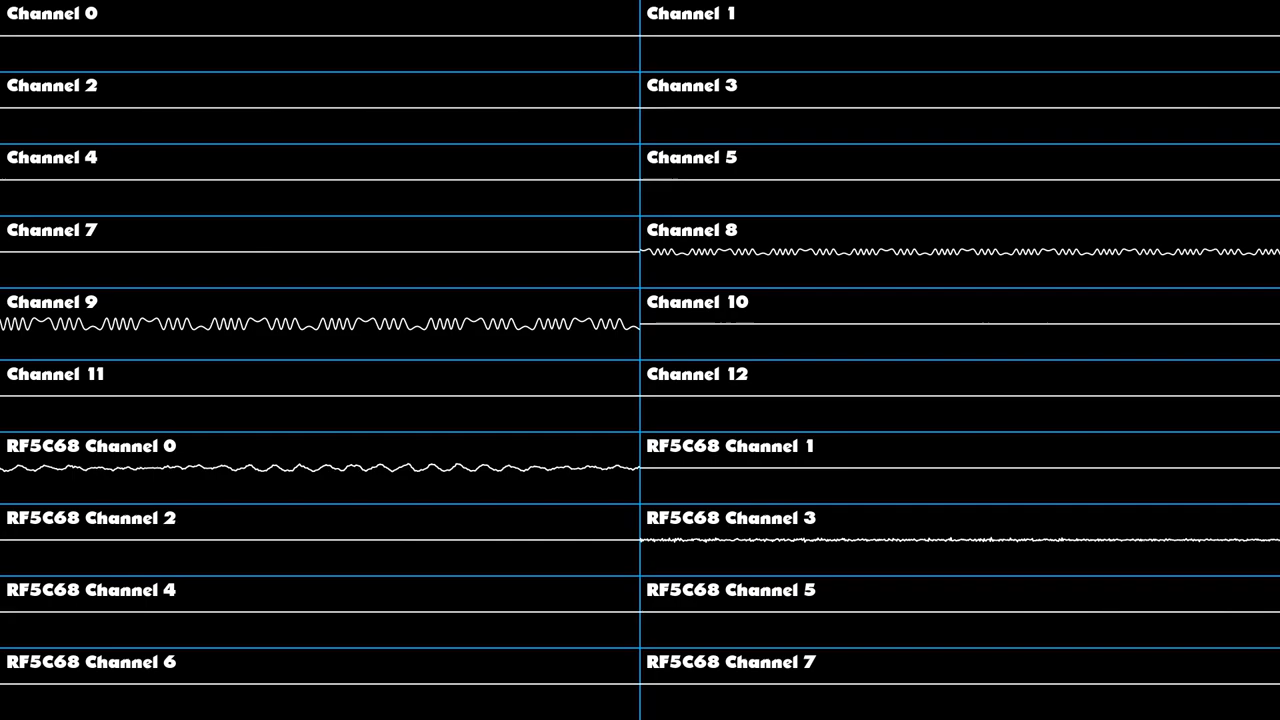 Channel 0
Channel 1
Channel 2
Channel 3
Channel 4
Channel 5
Channel 7
Channel 8
Channel 9
Channel 10
Channel 11
Channel 12
RF5C68 Channel 0
RF5C68 Channel 1
RF5C68 Channel 2
RF5C68 Channel 3
RF5C68 Channel 4
RF5C68 Channel 5
RF5C68 Channel 6
RF5C68 Channel 7